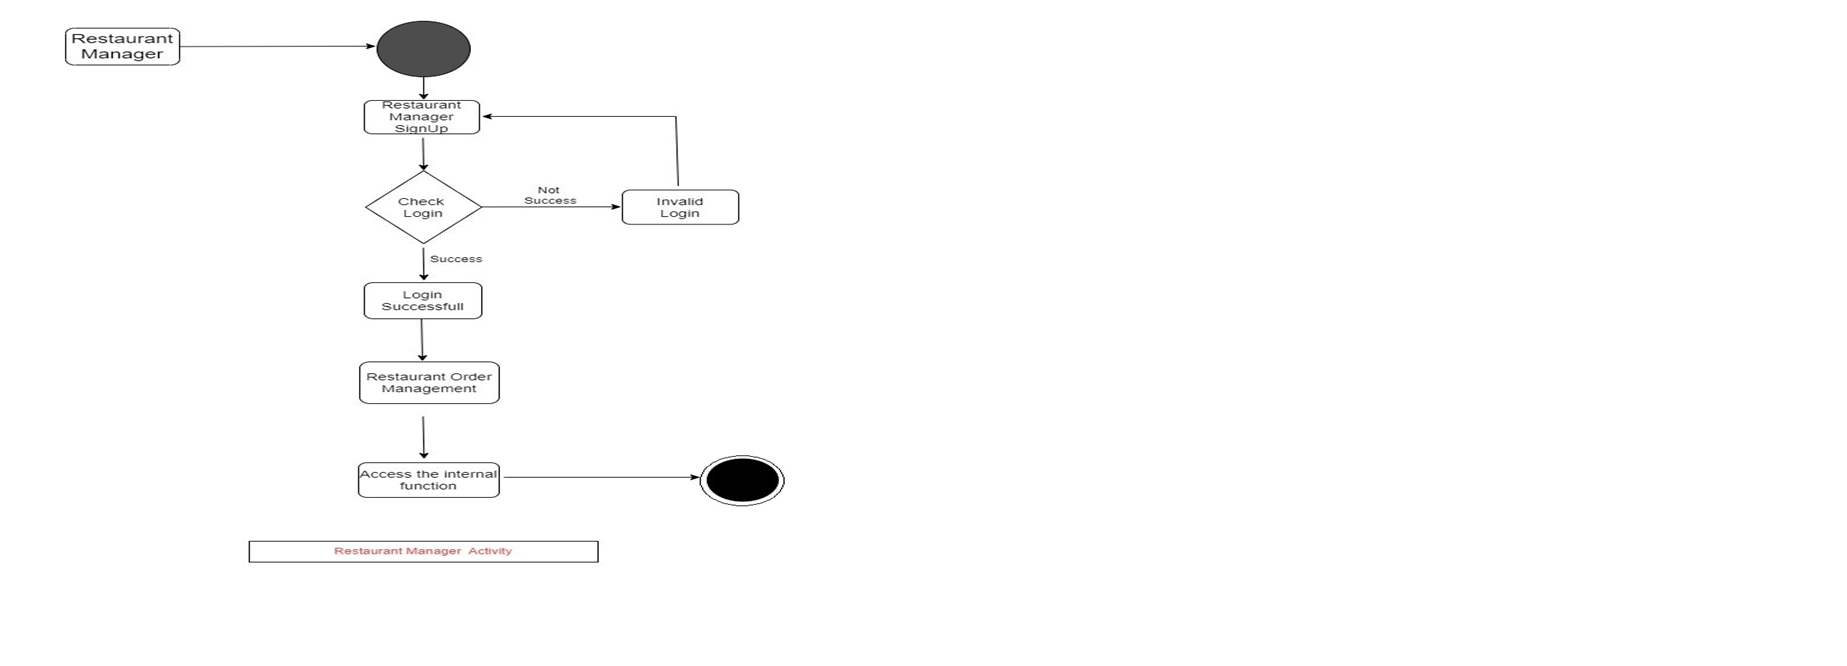 Restaurant
Manager
Restaurant
Manager
SignUp
Check
Login
Not
Success
Invalid
Login
Success
Login
Successfull
Restaurant Order
Management
Access the internal
function
Restaurant Manager  Activity